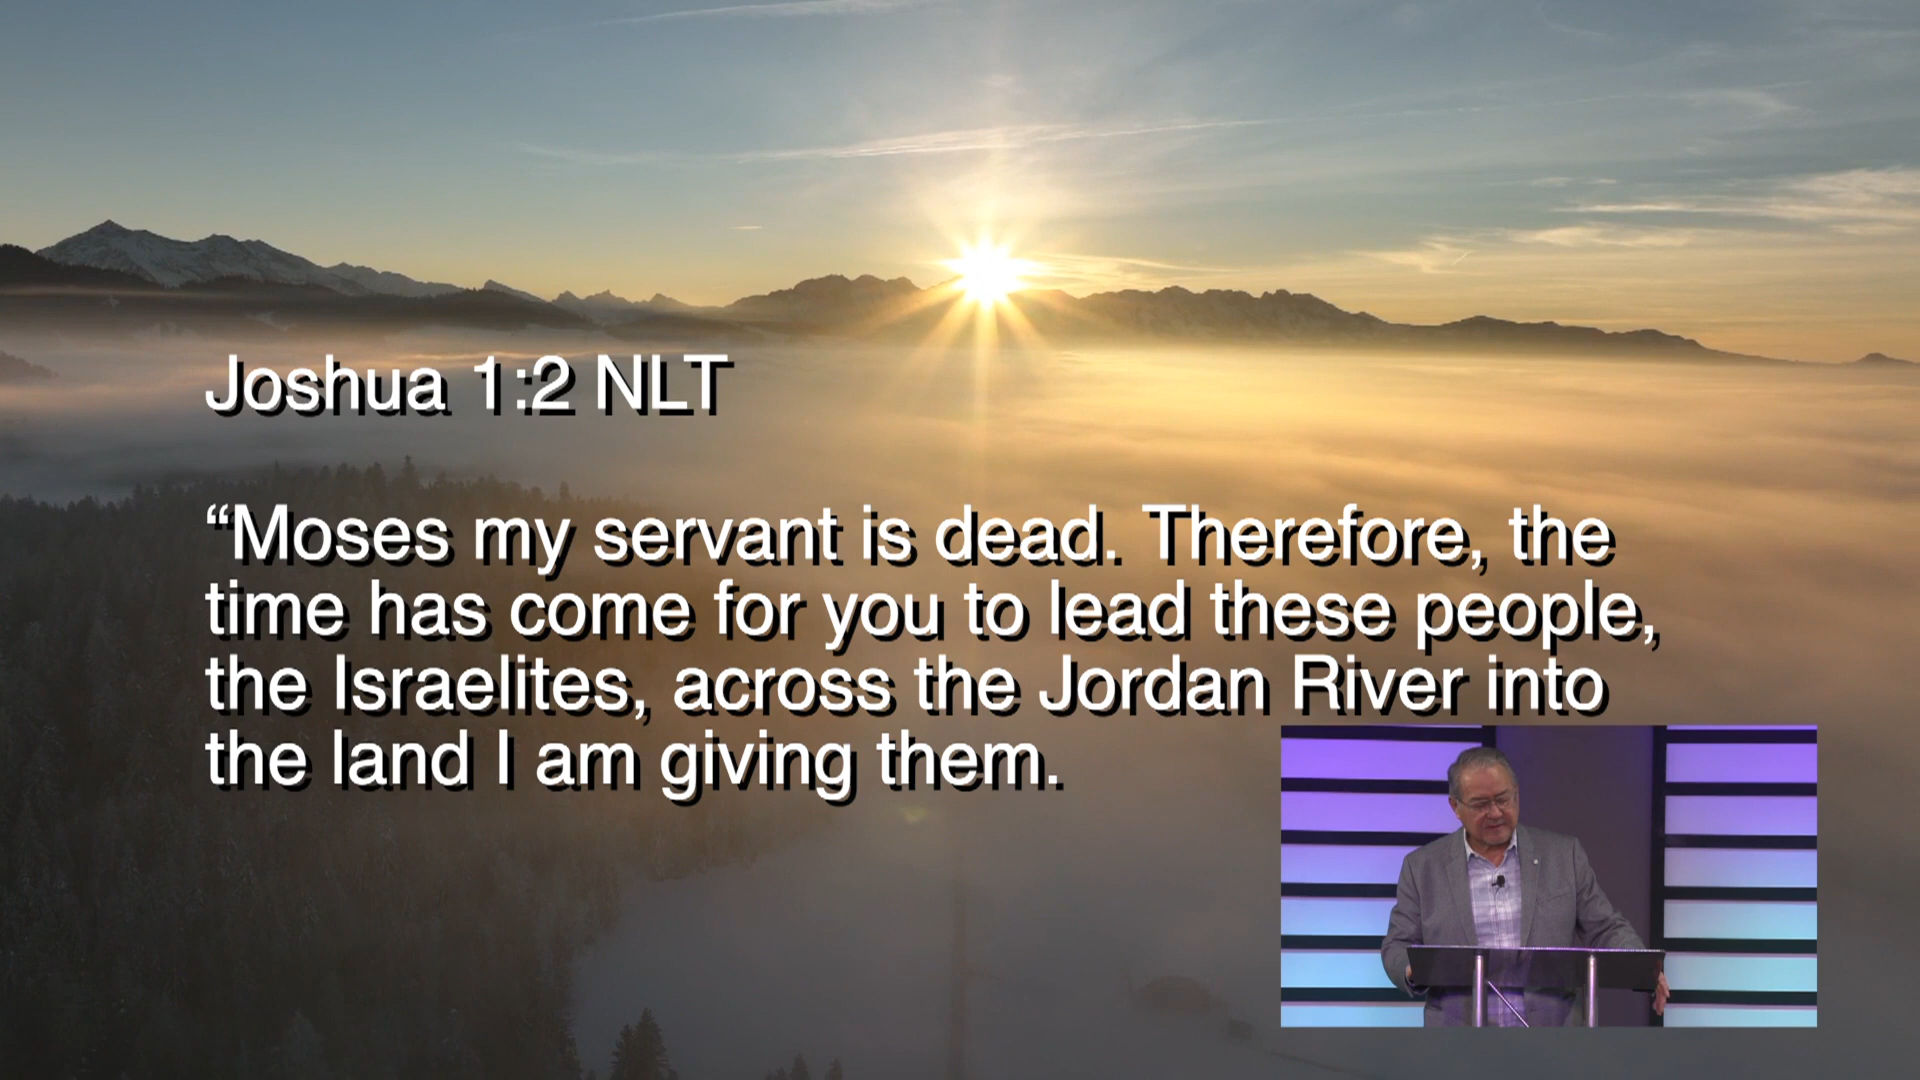 Joshua 1:2 NLT
“Moses my servant is dead. Therefore, the
time has come for you to lead these people,
the Israelites, across the Jordan River into
the land I am giving them.